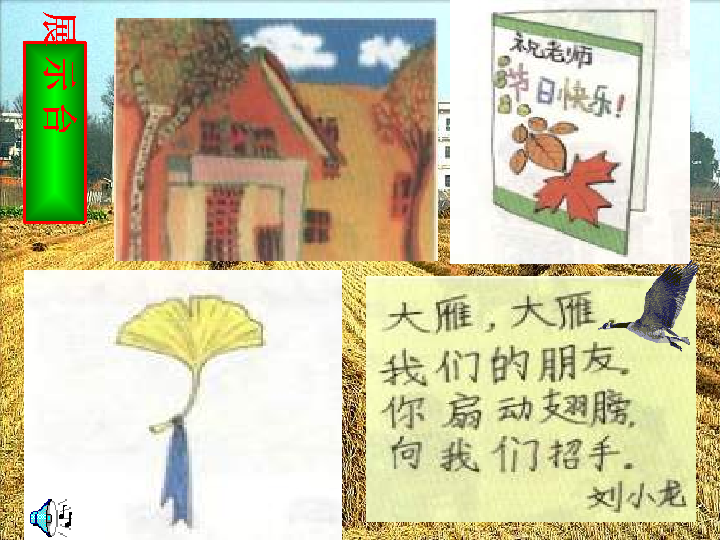 展示台
祝老师
节日快乐！
大雁，大雁，
我们的朋友。
你扇动翅膀，
向我们招手。
刘小龙